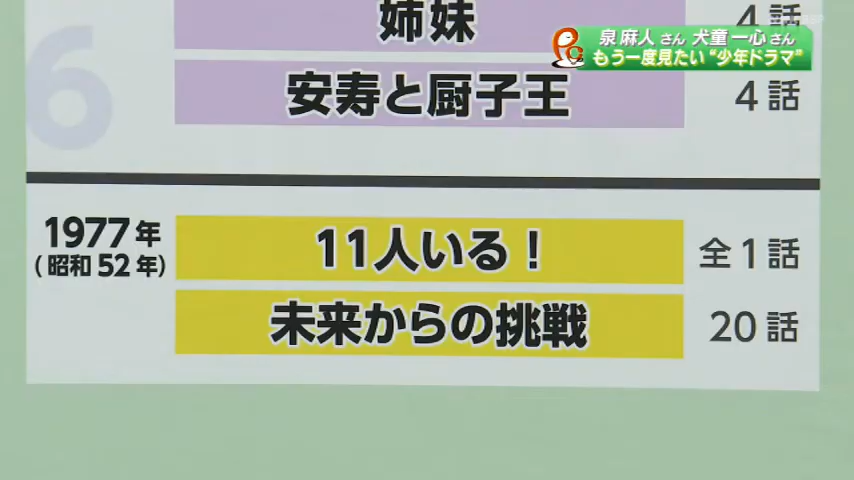 泉麻人さん 犬童一心さん
もう一度見たい“少年ドラマ”
姉妹 4話
6 安寿と厨子王 4話
1977年 11人いる！ 全1話
(昭和52年)
未来からの挑戦 20話